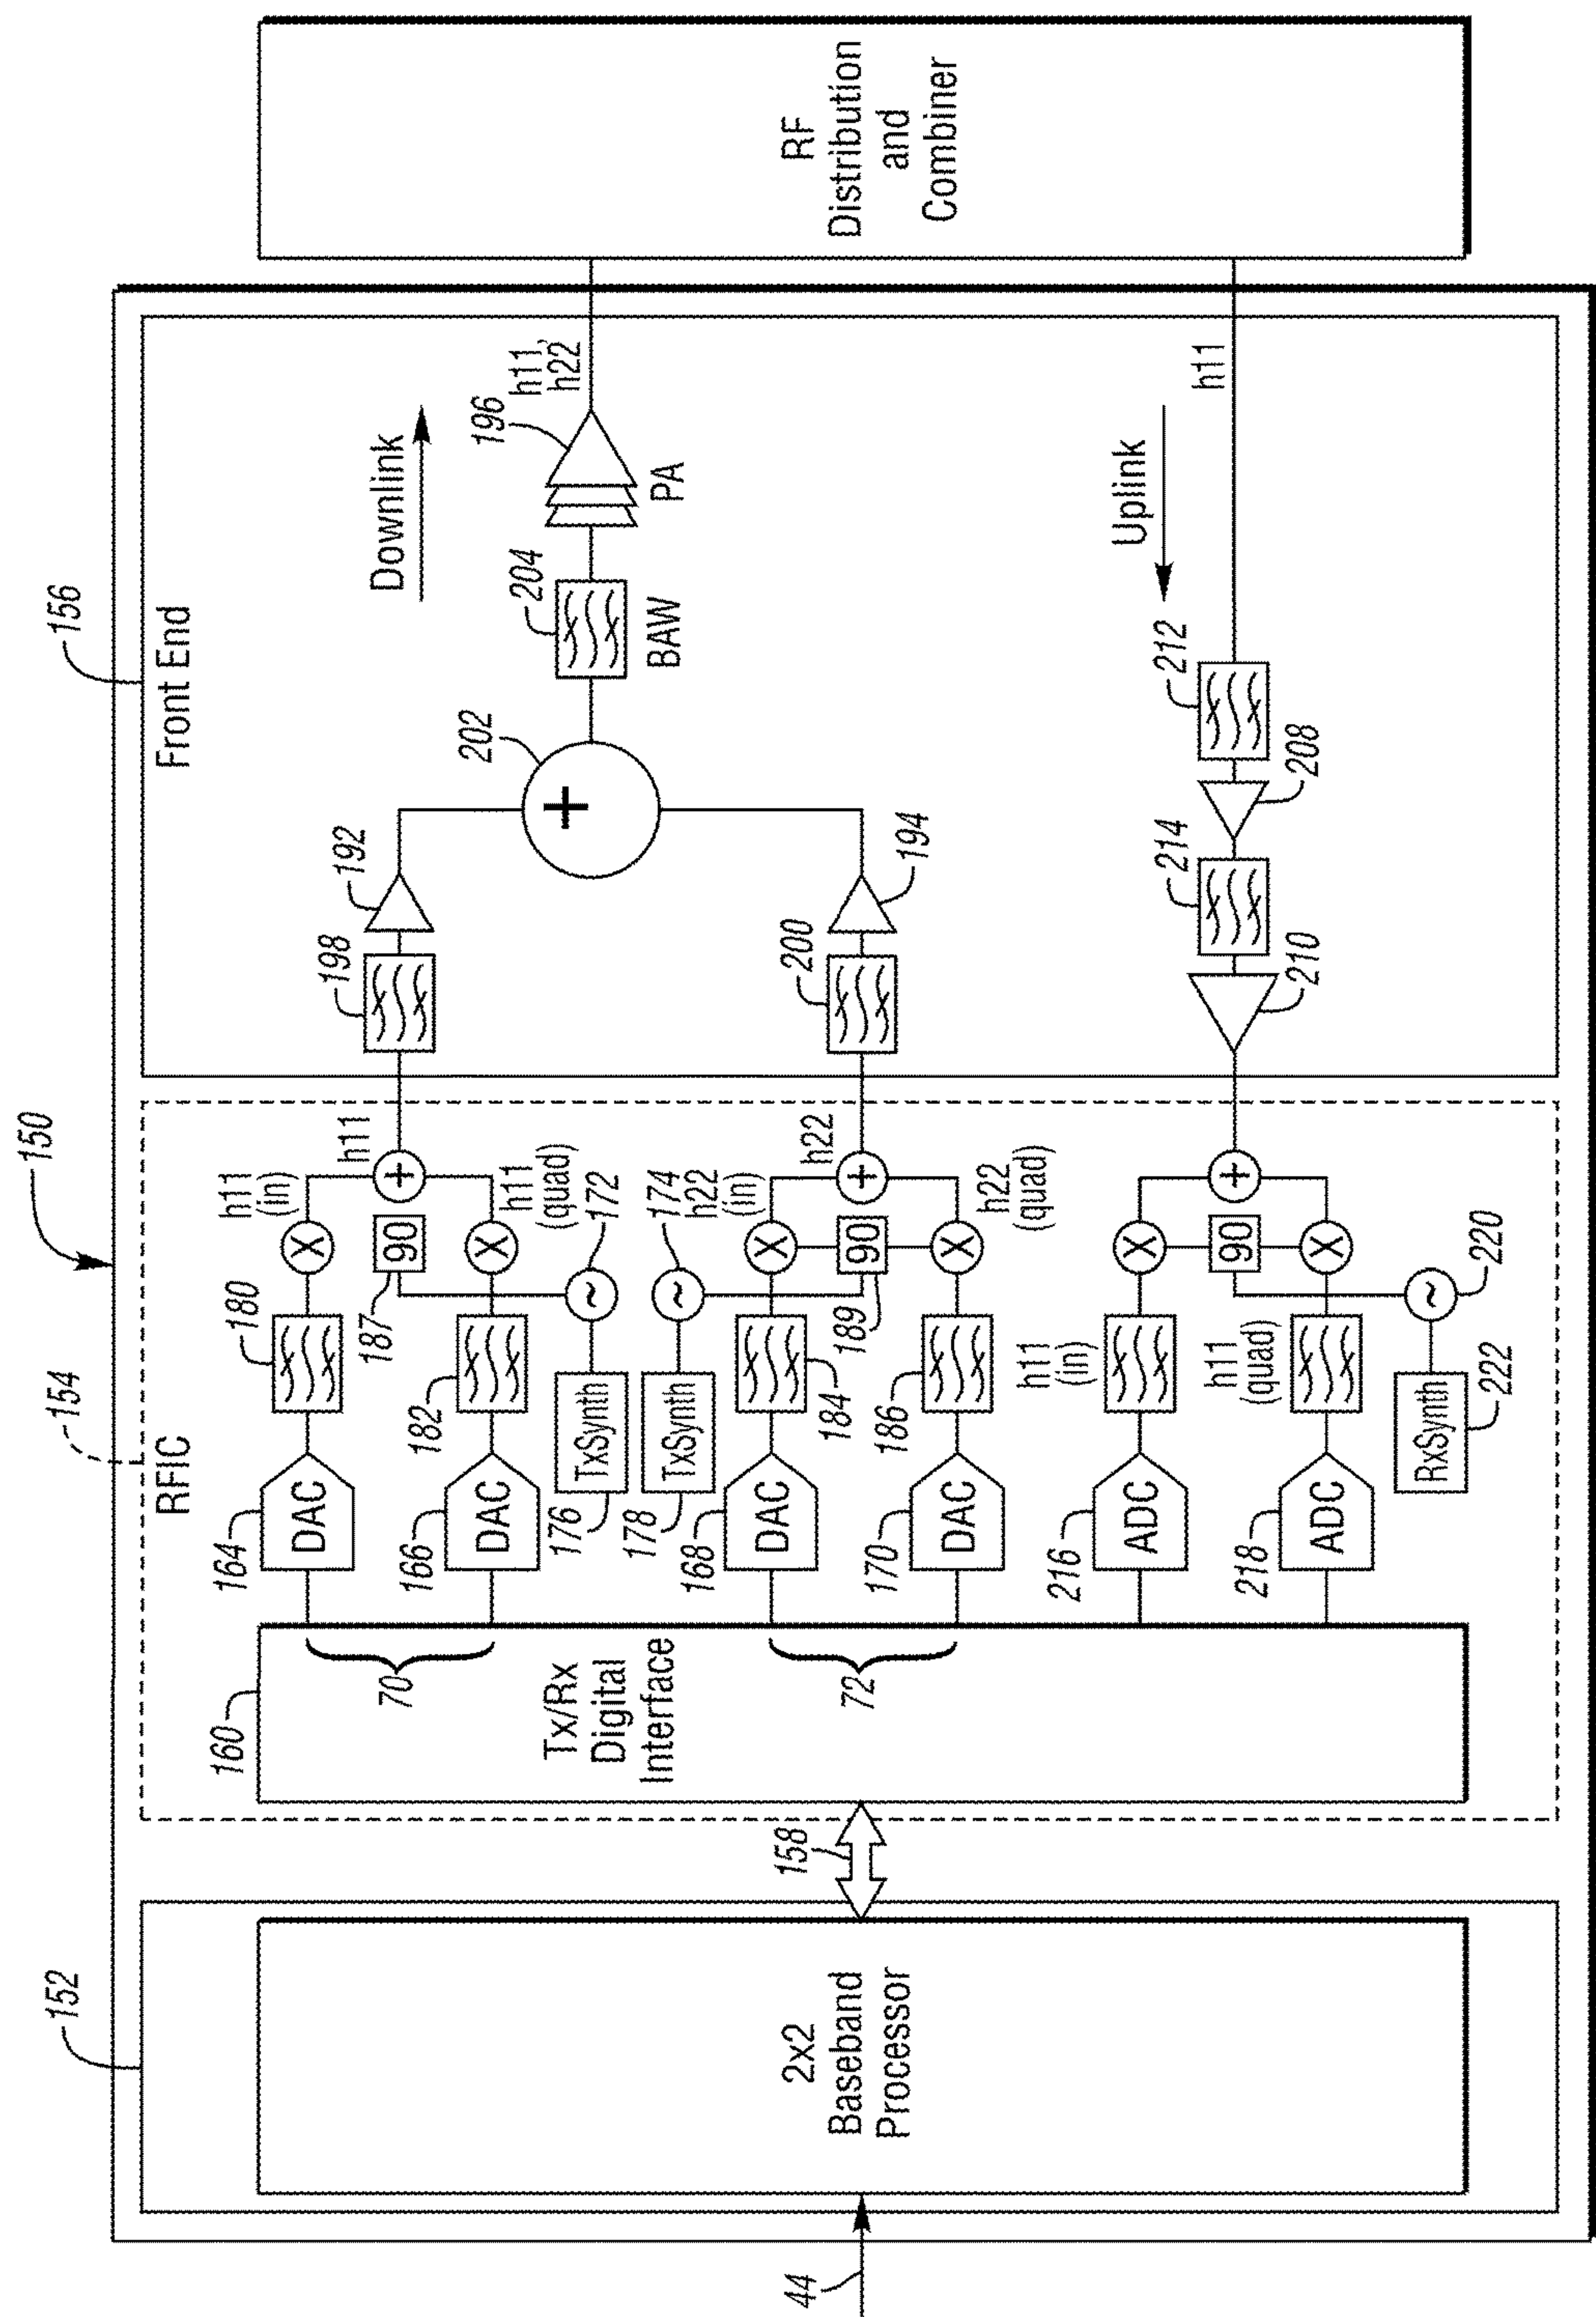 150
152
2x2
Baseband
Processor
44
158
154
RFIC
160
Tx/Rx
Digital
Interface
70
72
164
DAC
166
DAC
176
TxSynth
178
TxSynth
168
DAC
170
DAC
216
ADC
218
ADC
180
182
187
90
172
~
174
~
184
189
90
186
h11
(in)
h11
(quad)
h11
h22
(in)
h22
(quad)
h22
h11
(in)
h11
(quad)
90
RxSynth
222
~
220
X
X
+
X
X
+
X
X
+
156
Front End
198
192
200
194
202
+
204
BAW
196
PA
h11,
h22
Downlink
Uplink
h11
212
208
214
210
RF
Distribution
and
Combiner